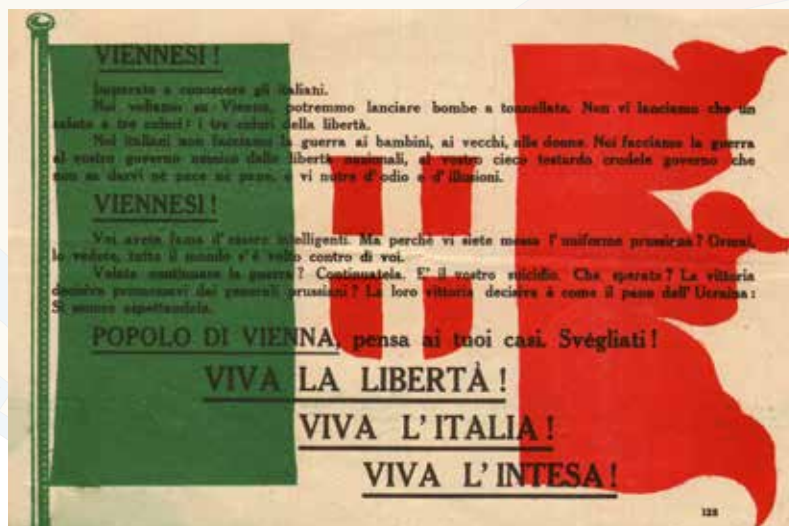 VIENNESI !
Imparate a conoscere gli italiani.
Noi voliamo su Vienna, potremmo lanciare bombe a tonnellate. Non vi lanciamo che un
saluto a tre colori : i tre colori della libertà.
Noi italiani non facciamo la guerra ai bambini, ai vecchi, alle donne. Noi facciamo la guerra
al vostro governo nemico delle libertà nazionali, al vostro cieco testardo crudele governo che
non sa darvi nè pace nè pane, e vi nutre d'odio e d'illusioni.
VIENNESI !
Voi avete fama d'essere intelligenti. Ma perchè vi siete messa l'uniforme prussiana ? Ormai,
lo vedete, tutto il mondo s'è volto contro di voi.
Volete continuare la guerra ? Continuatela. E' il vostro suicidio. Che sperate ? La vittoria
decisiva promessavi dai generali prussiani ? La loro vittoria decisiva è come il pane dell'Ucraina :
Si muore aspettandola.
POPOLO DI VIENNA, pensa ai tuoi casi. Svégliati !
VIVA LA LIBERTÀ !
VIVA L'ITALIA !
VIVA L'INTESA !
128